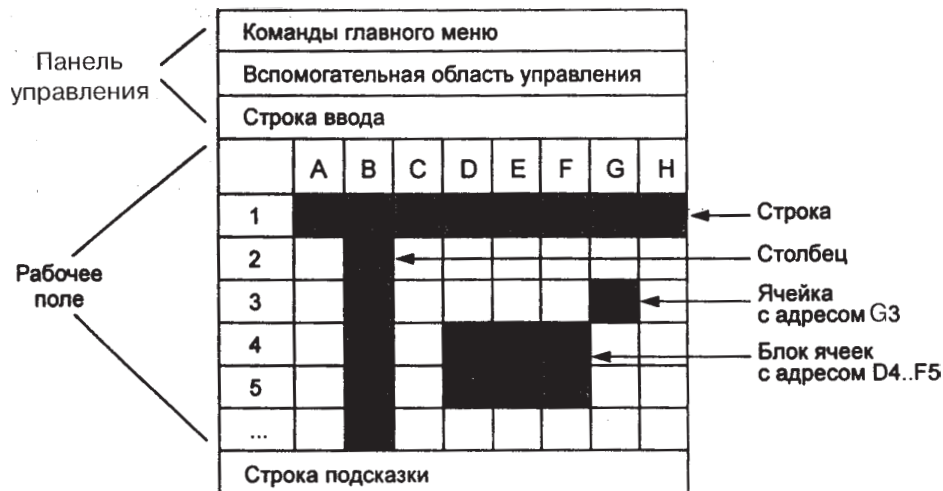 Команды главного меню
Панель
управления
Вспомогательная область управления
Строка ввода
A B C D E F G H
1
Строка
2
Столбец
Рабочее
поле
3
Ячейка
с адресом G3
4
Блок ячеек
с адресом D4..F5
5
...
Строка подсказки